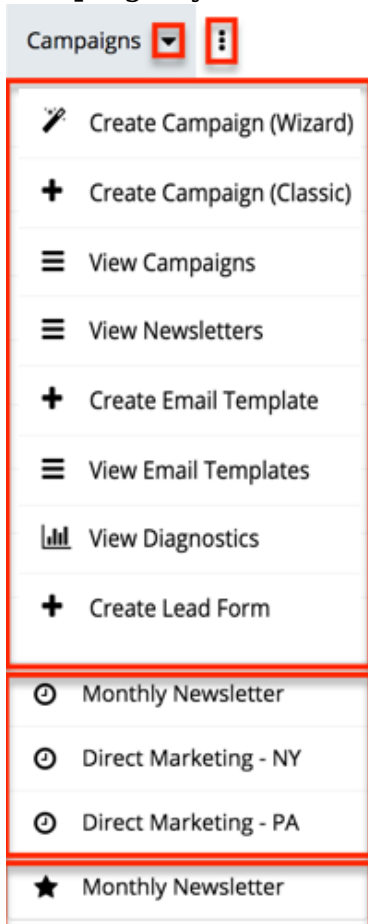 Campaigns
Create Campaign (Wizard)
Create Campaign (Classic)
View Campaigns
View Newsletters
Create Email Template
View Email Templates
View Diagnostics
Create Lead Form
Monthly Newsletter
Direct Marketing - NY
Direct Marketing - PA
Monthly Newsletter